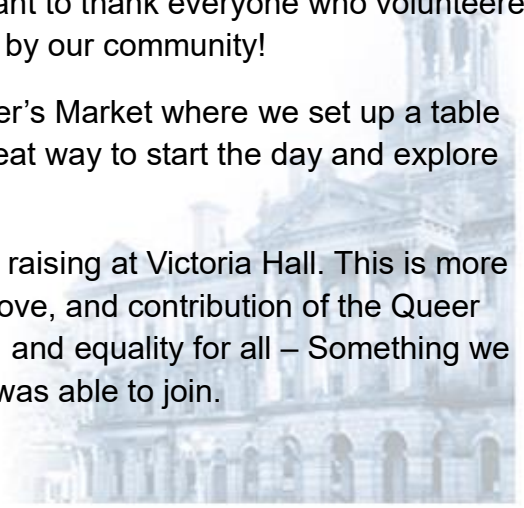 ant to thank everyone who volunteere
by our community!
er’s Market where we set up a table
eat way to start the day and explore
raising at Victoria Hall. This is more
ove, and contribution of the Queer
and equality for all – Something we
was able to join.